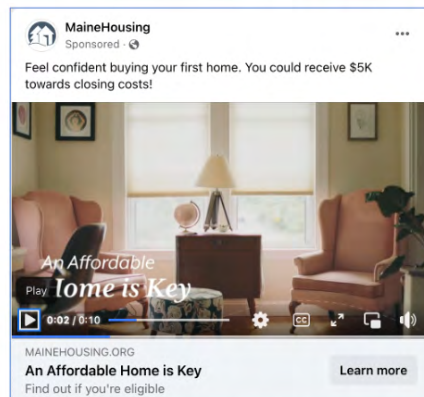 MaineHousing
Sponsored ·
Feel confident buying your first home. You could receive $5K
towards closing costs!
An Affordable
Play
Home is Key
0:02 / 0:10
CC
MAINEHOUSING.ORG
An Affordable Home is Key
Learn more
Find out if you're eligible